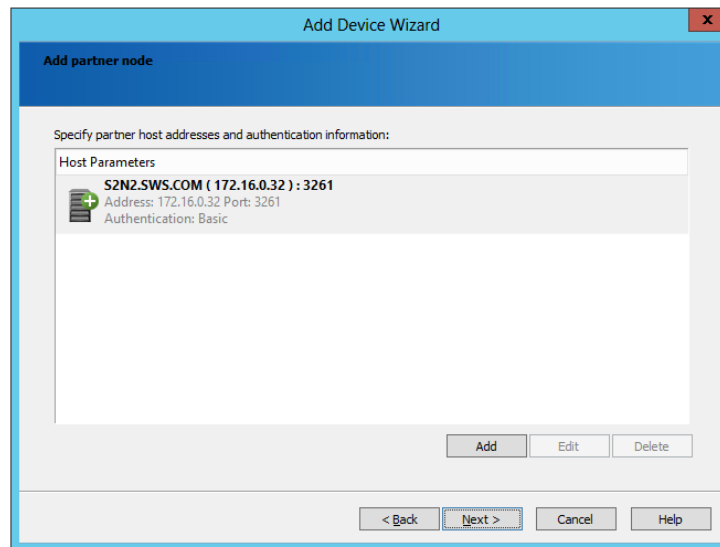 Add Device Wizard
x
Add partner node
Specify partner host addresses and authentication information:
Host Parameters
S2N2.SWS.COM ( 172.16.0.32 ) : 3261
Address: 172.16.0.32 Port: 3261
Authentication: Basic
Add Edit Delete
< Back Next > Cancel Help